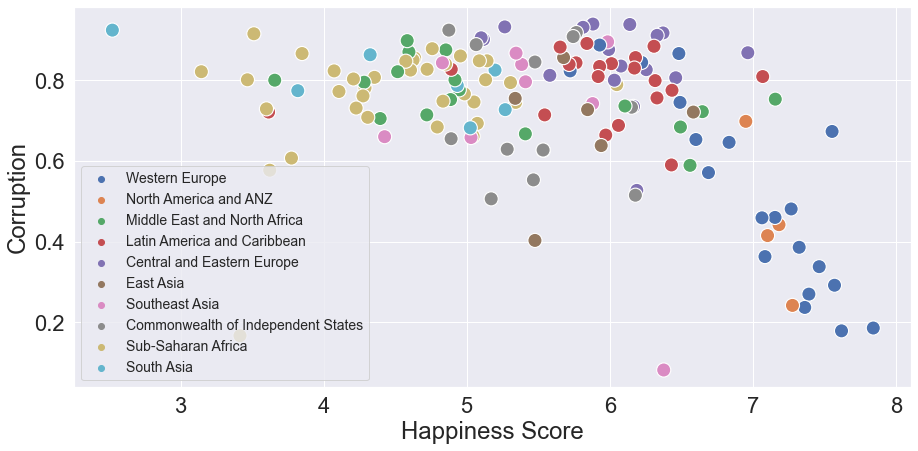 0.8
0.6
0.4
0.2
Corruption
Western Europe
North America and ANZ
Middle East and North Africa
Latin America and Caribbean
Central and Eastern Europe
East Asia
Southeast Asia
Commonwealth of Independent States
Sub-Saharan Africa
South Asia
3 4 5 6 7 8
Happiness Score